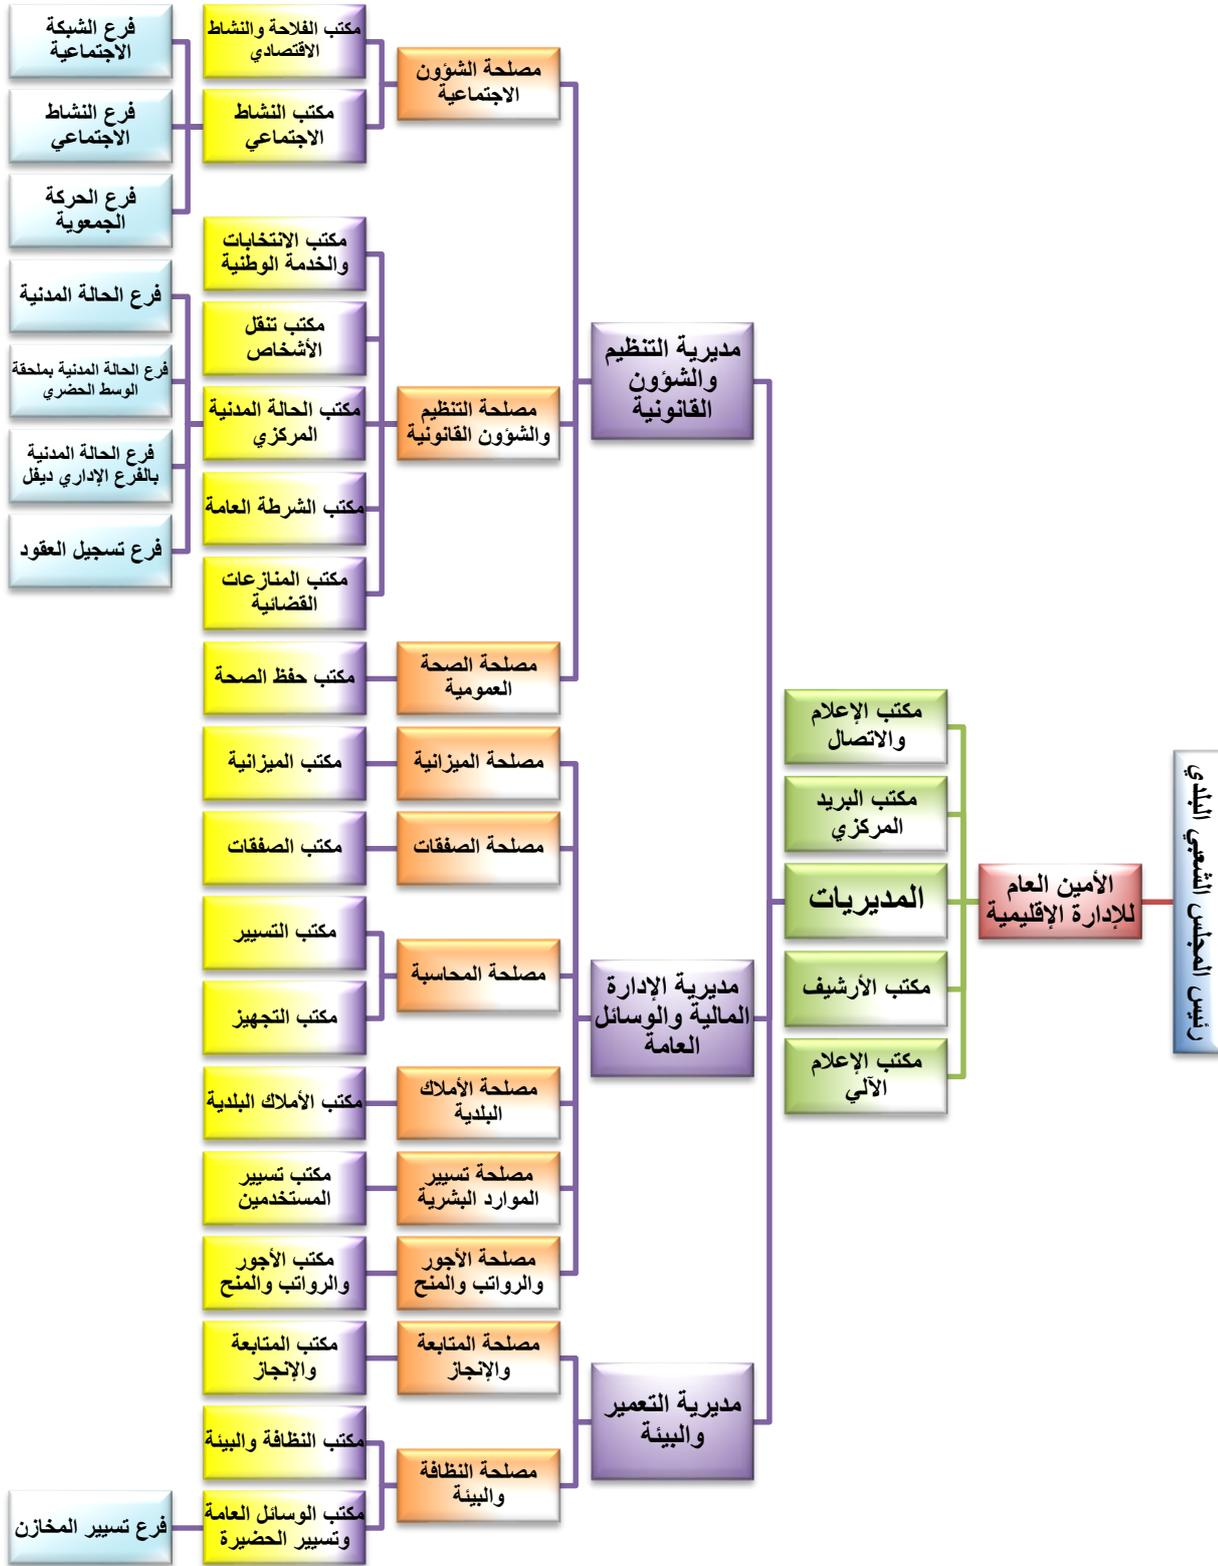 رئيس المجلس الشعبي البلدي
الأمين العام
للإدارة الإقليمية
مكتب الإعلام
والاتصال
مكتب البريد
المركزي
المديريات
مكتب الأرشيف
مكتب الإعلام
الآلي
مديرية التنظيم
والشؤون
القانونية
مديرية الإدارة
المالية والوسائل
العامة
مديرية التعمير
والبيئة
مصلحة الشؤون
الاجتماعية
مصلحة التنظيم
والشؤون القانونية
مصلحة الصحة
العمومية
مصلحة الميزانية
مصلحة الصفقات
مصلحة المحاسبة
مصلحة الأملاك
البلدية
مصلحة تسيير
الموارد البشرية
مصلحة الأجور
والرواتب والمنح
مصلحة المتابعة
والإنجاز
مصلحة النظافة
والبيئة
مكتب الفلاحة والنشاط
الاقتصادي
مكتب النشاط
الاجتماعي
مكتب الانتخابات
والخدمة الوطنية
مكتب تنقل
الأشخاص
مكتب الحالة المدنية
المركزي
مكتب الشرطة العامة
مكتب المنازعات
القضائية
مكتب حفظ الصحة
مكتب الميزانية
مكتب الصفقات
مكتب التسيير
مكتب التجهيز
مكتب الأملاك البلدية
مكتب تسيير
المستخدمين
مكتب الأجور
والرواتب والمنح
مكتب المتابعة
والإنجاز
مكتب النظافة والبيئة
مكتب الوسائل العامة
وتسيير الحضيرة
فرع الشبكة
الاجتماعية
فرع النشاط
الاجتماعي
فرع الحركة
الجمعوية
فرع الحالة المدنية
فرع الحالة المدنية بملحقة
الوسط الحضري
فرع الحالة المدنية
بالفرع الإداري ديفل
فرع تسجيل العقود
فرع تسيير المخازن